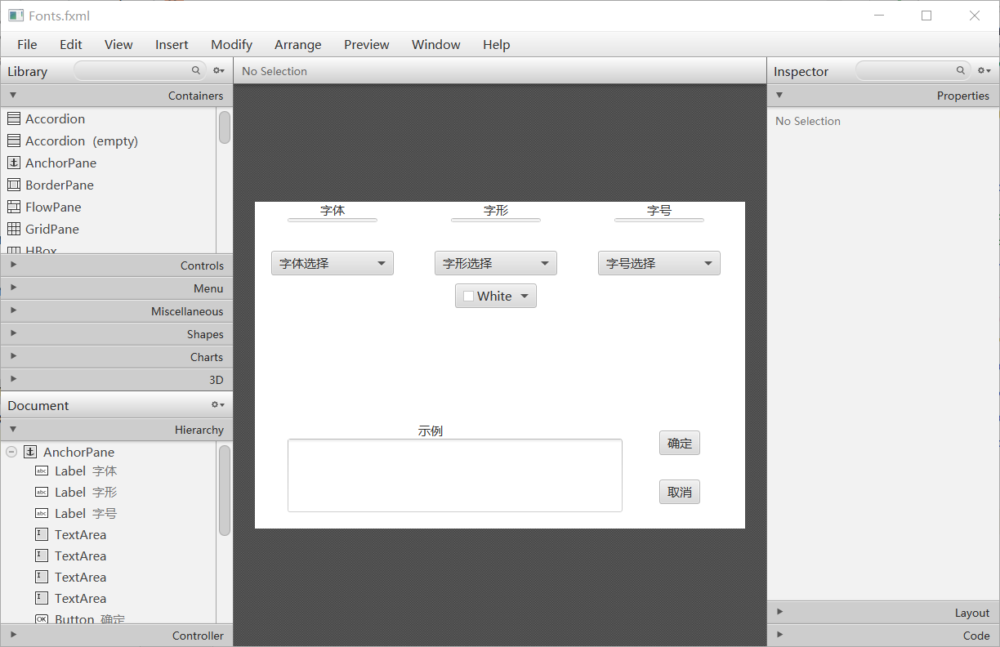 Fonts.fxml
File Edit View Insert Modify Arrange Preview Window Help
Library
Containers
Accordion
Accordion (empty)
AnchorPane
BorderPane
FlowPane
GridPane
HBox
Controls
Menu
Miscellaneous
Shapes
Charts
3D
Document
Hierarchy
AnchorPane
abc Label 字体
abc Label 字形
abc Label 字号
TextArea
TextArea
TextArea
TextArea
OK Button 确定
Controller
No Selection
字体 字形 字号
字体选择 字形选择 字号选择
White
示例
确定
取消
Inspector
Properties
No Selection
Layout
Code